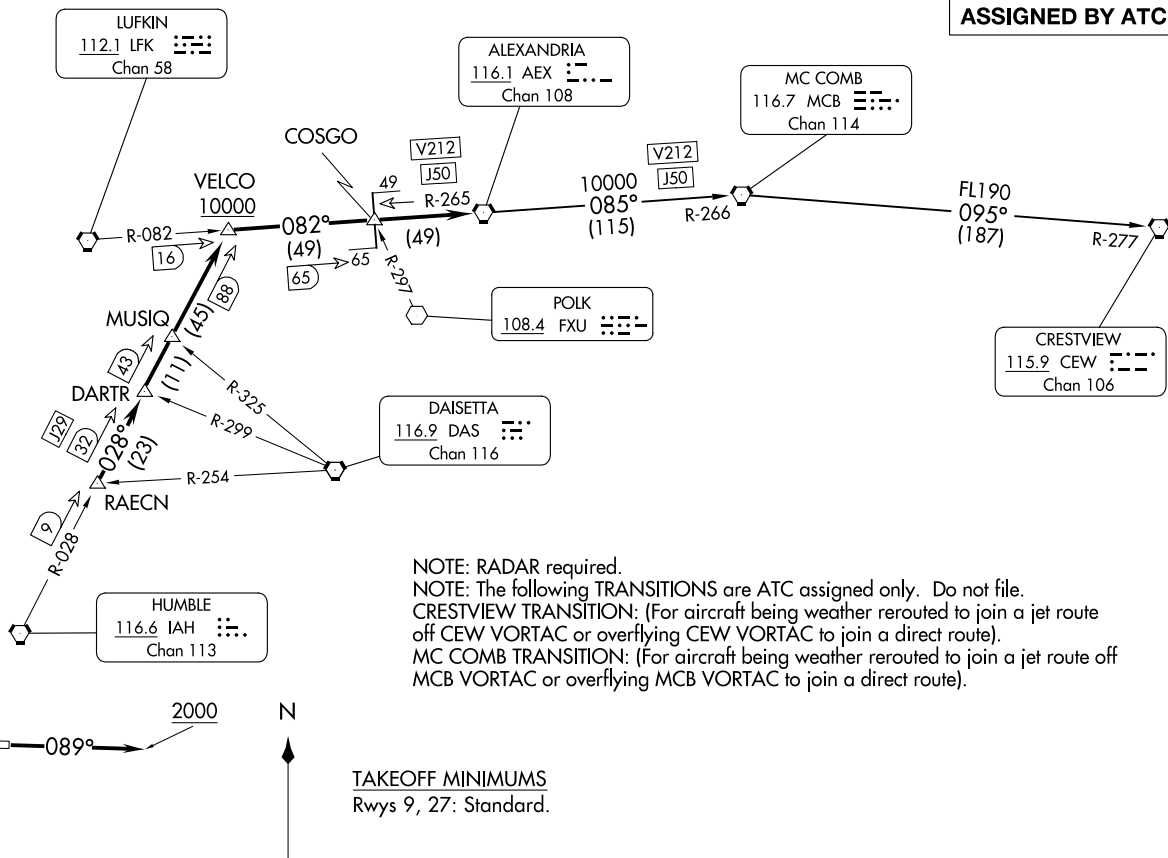 ASSIGNED BY ATC
LUFKIN
112.1 LFK
Chan 58
ALEXANDRIA
116.1 AEX
Chan 108
MC COMB
116.7 MCB
Chan 114
COSGO
V212
J50
V212
J50
VELCO
10000
49
R-265
10000
085°
(115)
R-266
FL190
095°
(187)
R-277
R-082
16
082°
(49)
(49)
65
65
R-297
88
POLK
108.4 FXU
MUSIQ
(45)
CRESTVIEW
115.9 CEW
Chan 106
43
(11)
DARTR
R-325
R-299
J29
32
028°
(23)
DAISETTA
116.9 DAS
Chan 116
R-254
RAECN
9
R-028
HUMBLE
116.6 IAH
Chan 113
NOTE: RADAR required.
NOTE: The following TRANSITIONS are ATC assigned only. Do not file.
CRESTVIEW TRANSITION: (For aircraft being weather rerouted to join a jet route
off CEW VORTAC or overflying CEW VORTAC to join a direct route).
MC COMB TRANSITION: (For aircraft being weather rerouted to join a jet route off
MCB VORTAC or overflying MCB VORTAC to join a direct route).
2000
089°
N
TAKEOFF MINIMUMS
Rwys 9, 27: Standard.